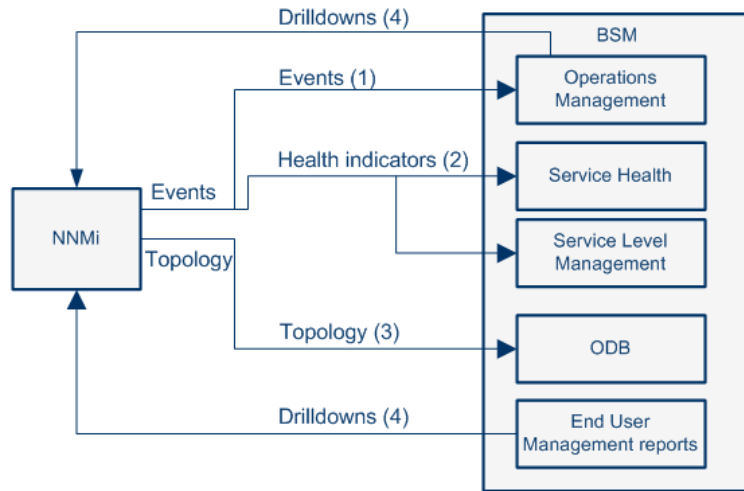 Drilldowns (4)
BSM
Operations
Management
Events (1)
Health indicators (2)
Service Health
Events
NNMi
Topology
Service Level
Management
Topology (3)
ODB
Drilldowns (4)
End User
Management reports